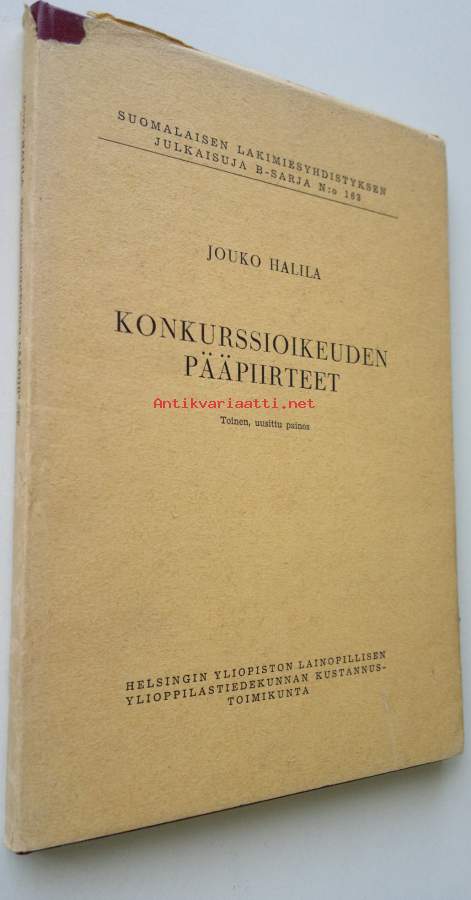 SUOMALAISEN LAKIMIESYHDISTYKSEN
JULKAISUJA B-SARJA N:o 163
JOUKO HALILA
KONKURSSIOIKEUDEN
PÄÄPIIRTEET
Antikvariaatti.net
Toinen, uusittu painos
HELSINGIN YLIOPISTON LAINOPILLISEN
YLIOPPILASTIEDEKUNNAN KUSTANNUS-
TOIMIKUNTA